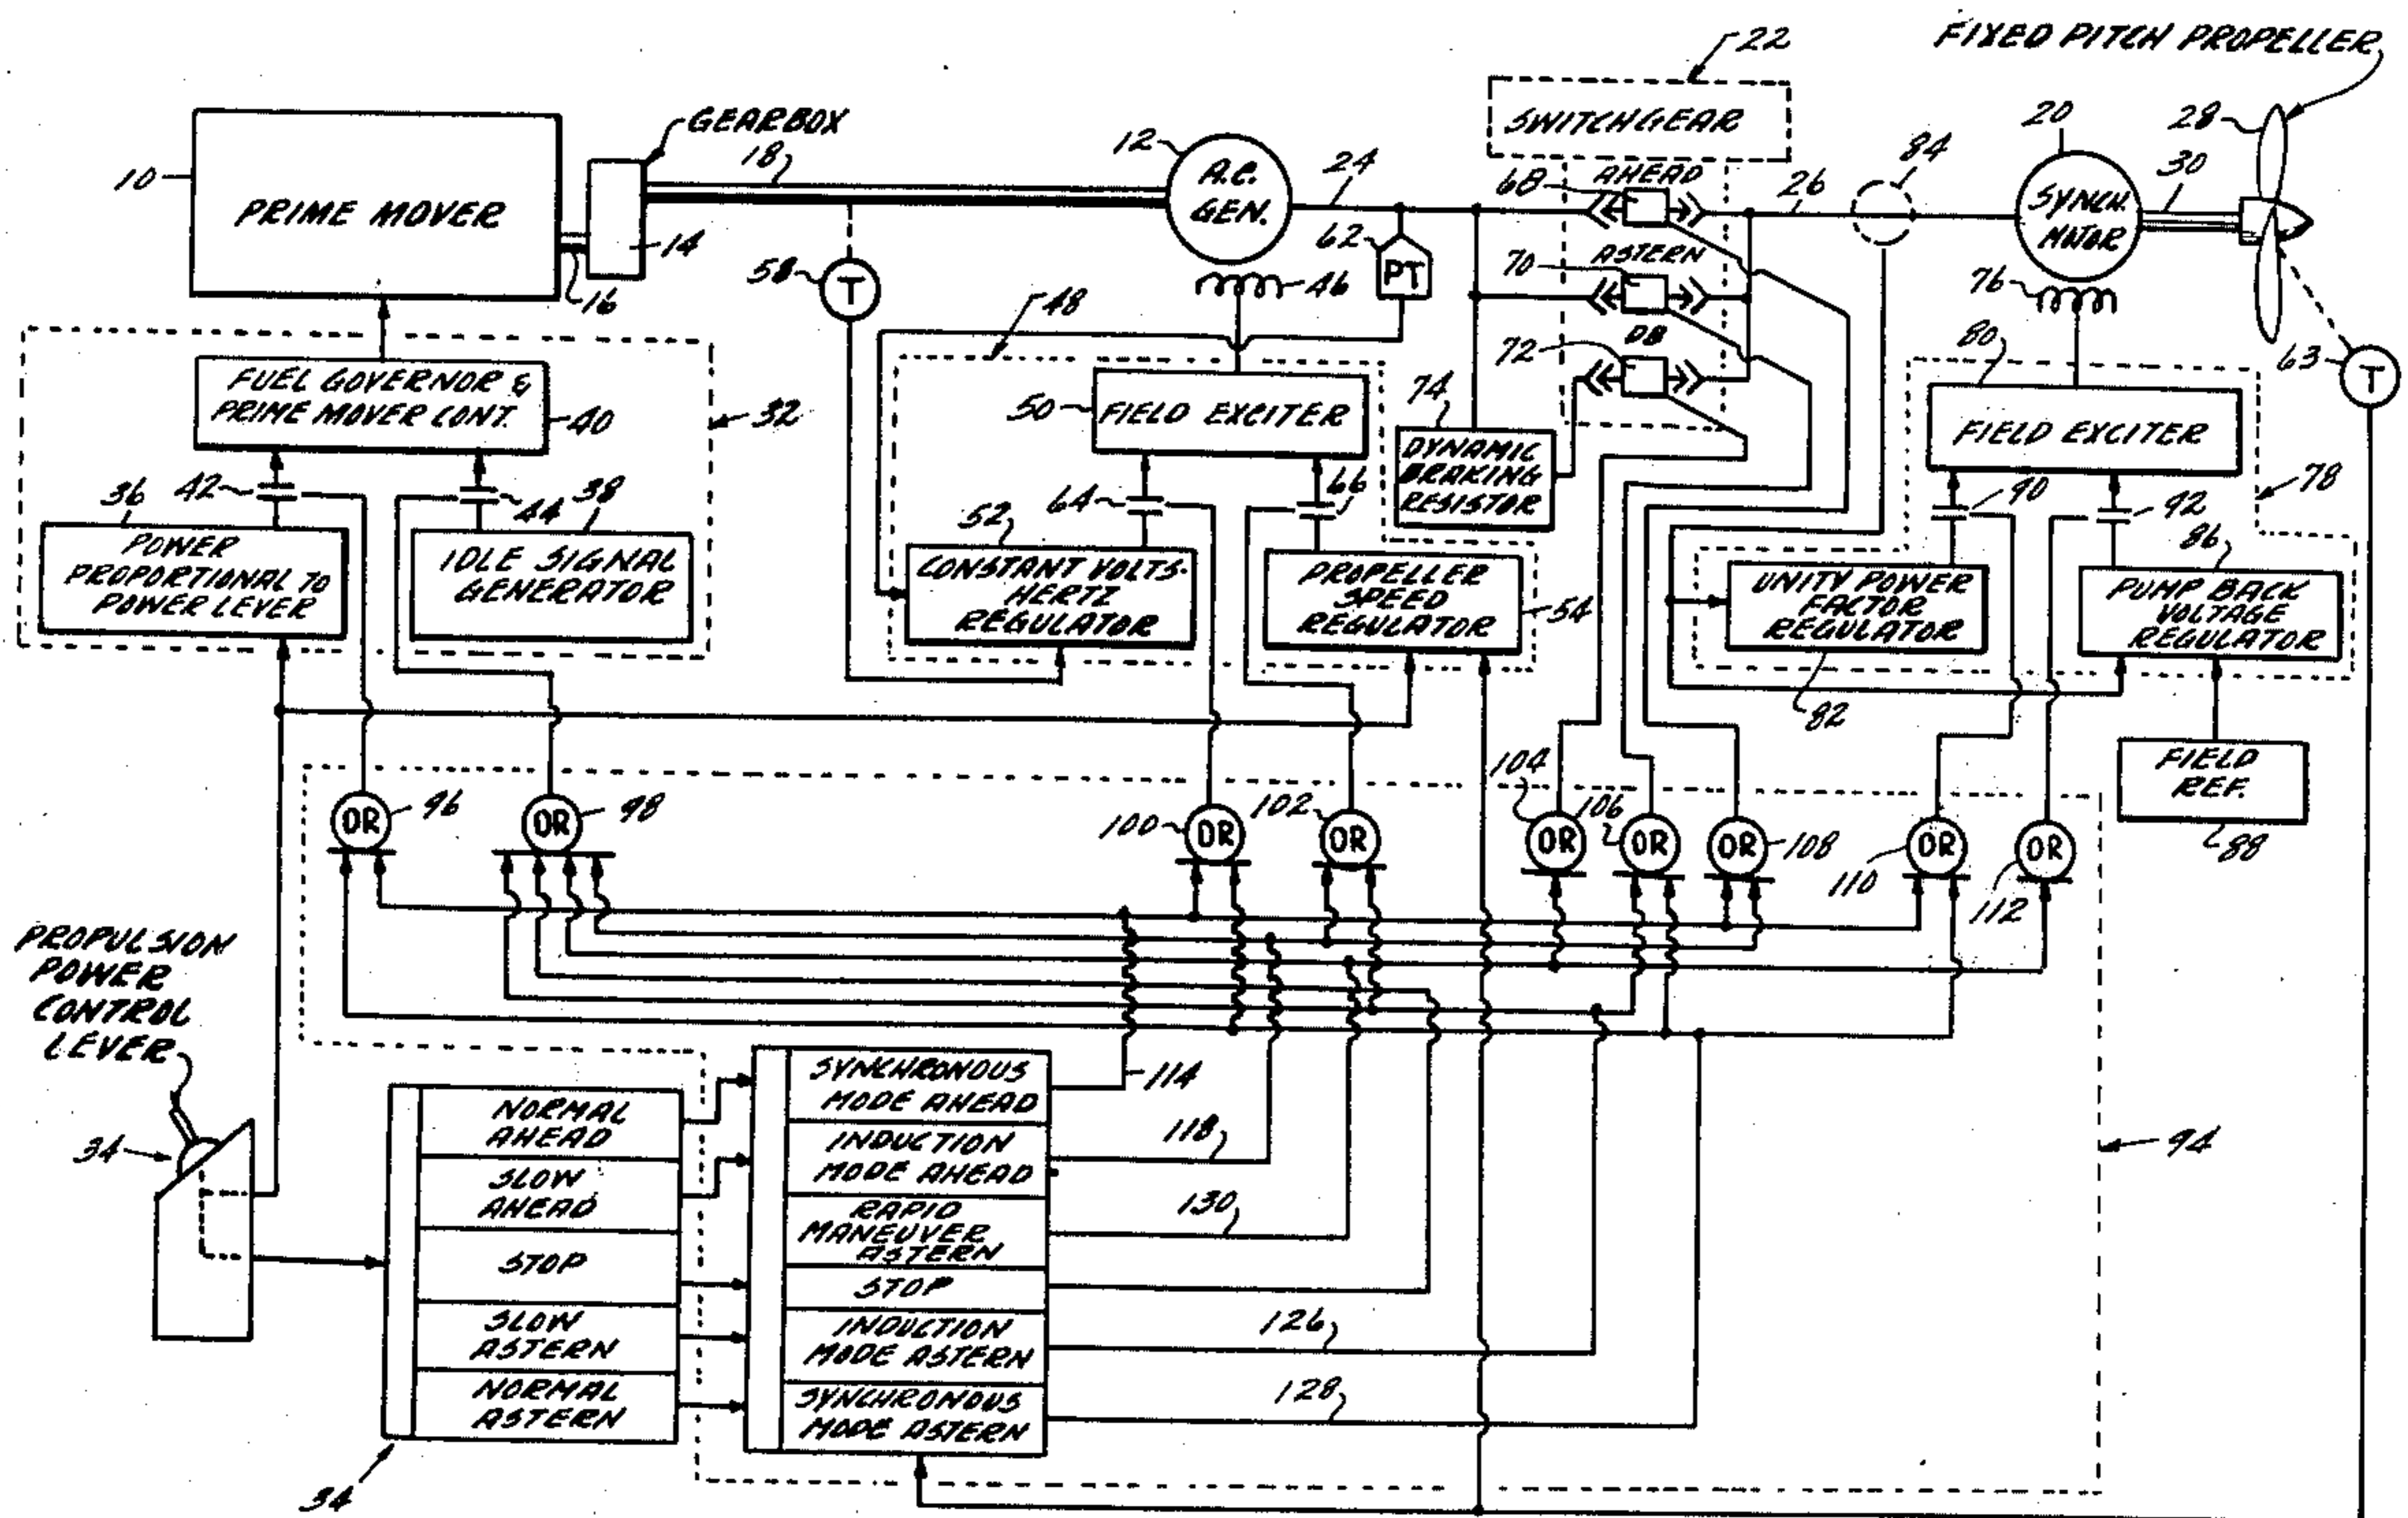 FIXED PITCH PROPELLER
22
SWITCHGEAR
GEARBOX
18
10
PRIME MOVER
14
16
12
A.C.
GEN.
24
62
PT
58
T
46
48
68
AHEAD
70
ASTERN
72
DB
26
84
20
SYNCH.
MOTOR
28
30
76
63
T
FUEL GOVERNOR &
PRIME MOVER CONT.
40
32
50
FIELD EXCITER
74
DYNAMIC
BRAKING
RESISTOR
80
FIELD EXCITER
78
36
42
44
38
POWER
PROPORTIONAL TO
POWER LEVER
IDLE SIGNAL
GENERATOR
64
66
52
CONSTANT VOLTS-
HERTZ
REGULATOR
PROPELLER
SPEED
REGULATOR
54
90
92
86
UNITY POWER
FACTOR
REGULATOR
82
PUMP BACK
VOLTAGE
REGULATOR
FIELD
REF.
88
OR
96
OR
98
100
OR
102
OR
104
OR
106
OR
OR
108
110
OR
112
OR
PROPULSION
POWER
CONTROL
LEVER
34
NORMAL
AHEAD
SLOW
AHEAD
STOP
SLOW
ASTERN
NORMAL
ASTERN
34
SYNCHRONOUS
MODE AHEAD
INDUCTION
MODE AHEAD
RAPID
MANEUVER
ASTERN
STOP
INDUCTION
MODE ASTERN
SYNCHRONOUS
MODE ASTERN
114
118
130
126
128
94